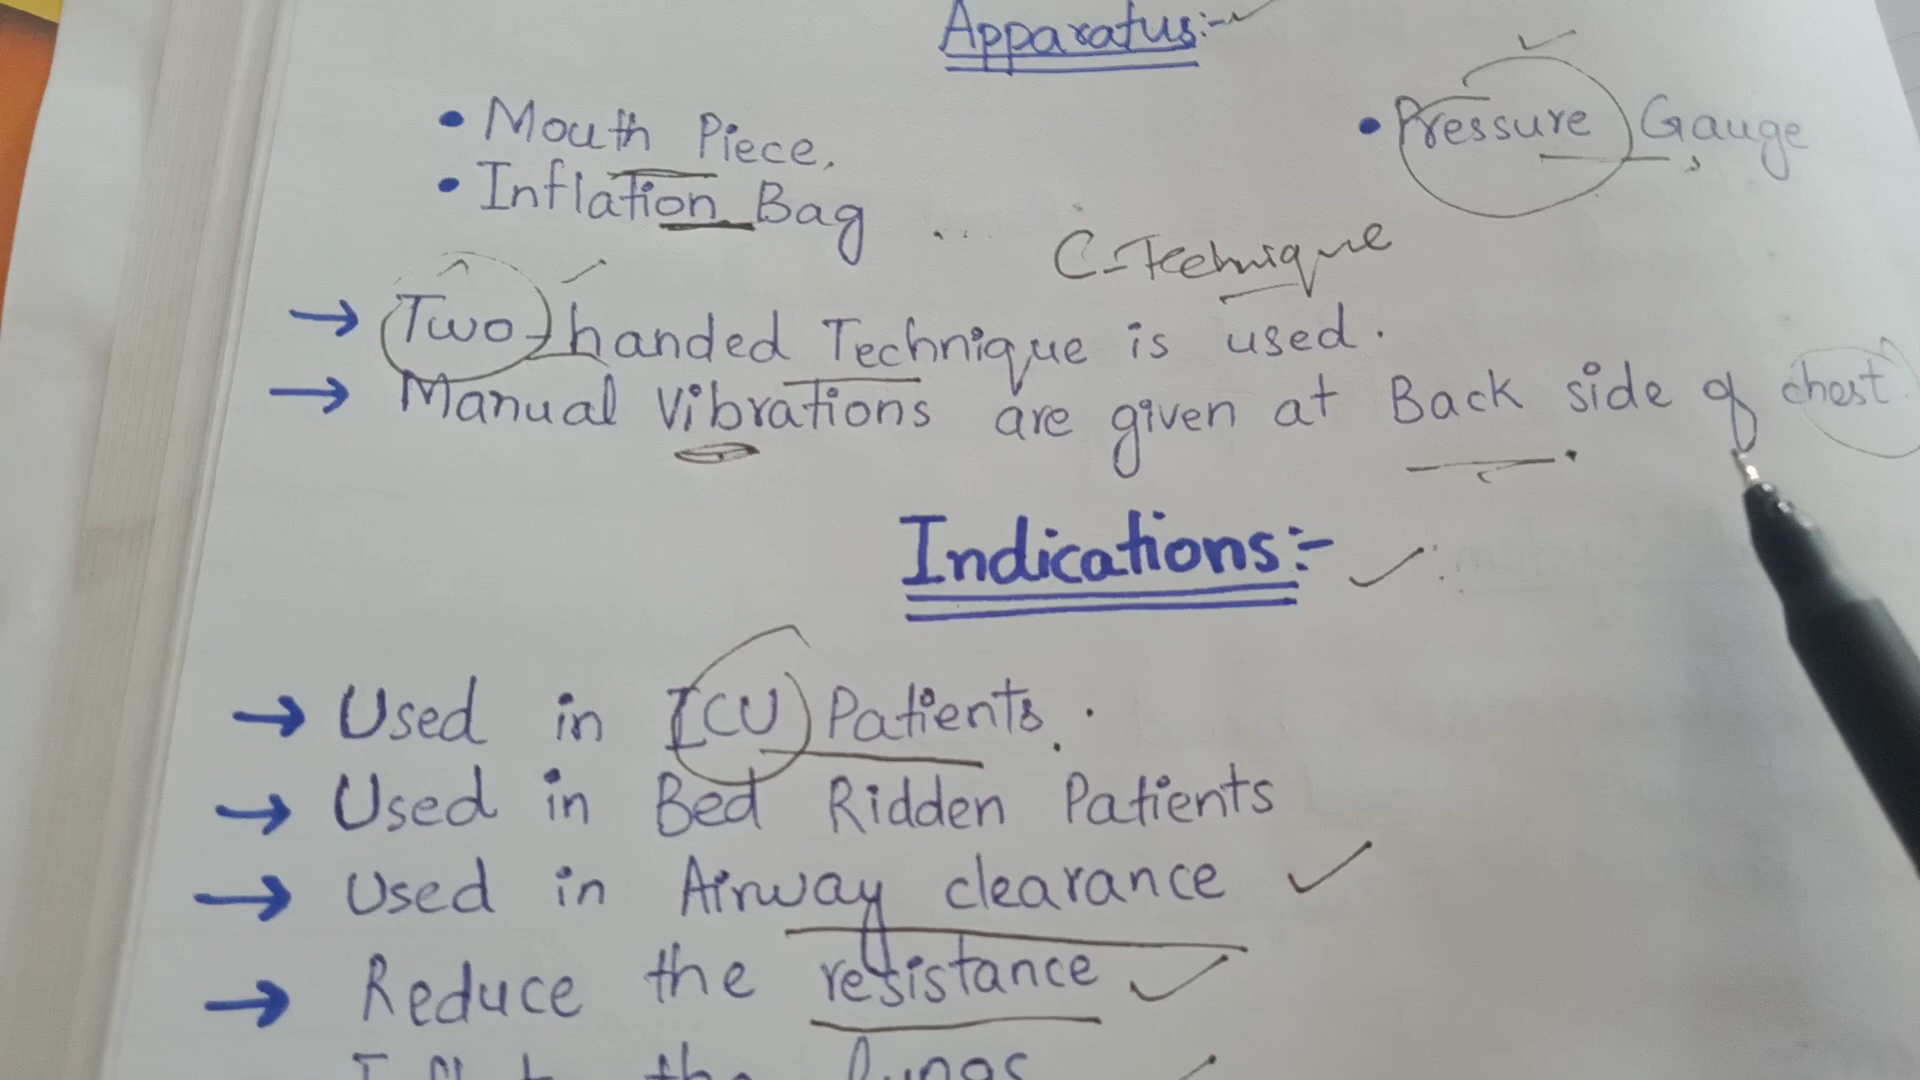 Apparatus:-
• Mouth Piece.
• Pressure Gauge
• Inflation Bag
C-Technique
→ Two-handed Technique is used.
→ Manual Vibrations are given at Back side of chest.
Indications:-
→ Used in ICU Patients.
→ Used in Bed Ridden Patients
→ Used in Airway clearance
→ Reduce the resistance
the lungs